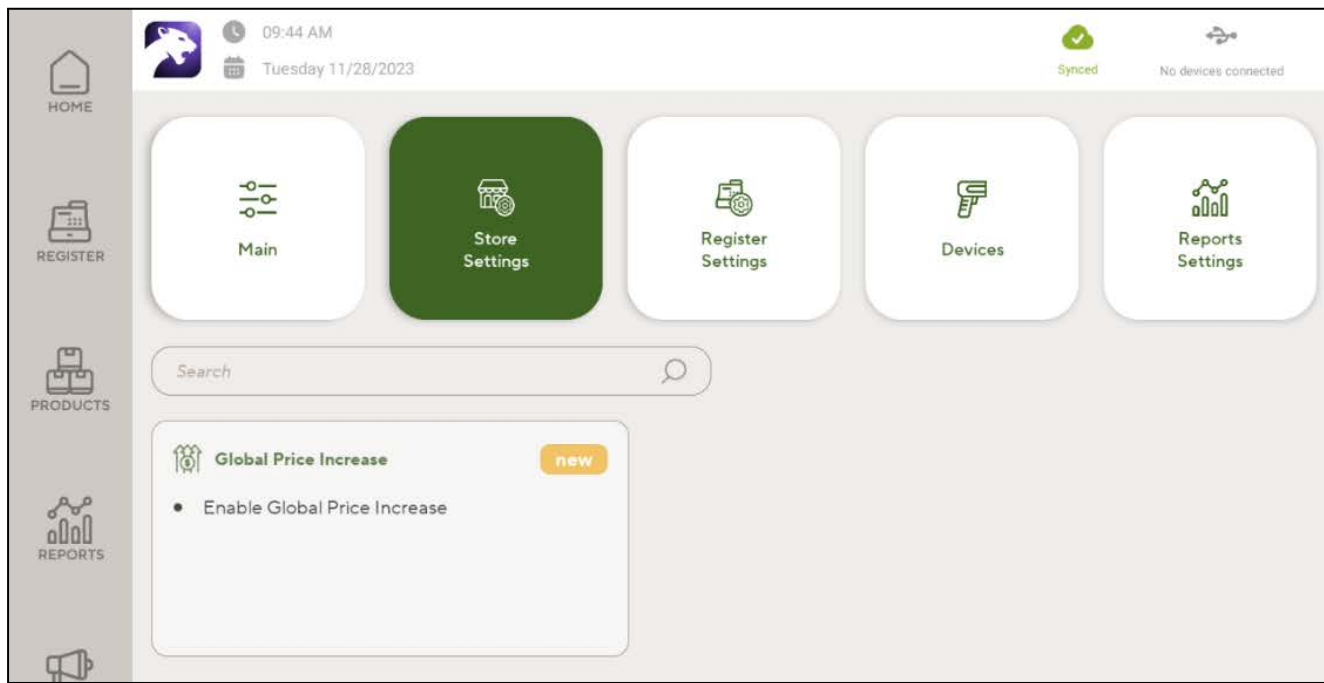 HOME
REGISTER
PRODUCTS
REPORTS
09:44 AM
Tuesday 11/28/2023
Synced
No devices connected
Main
Store
Settings
Register
Settings
Devices
Reports
Settings
Search
Global Price Increase
new
• Enable Global Price Increase